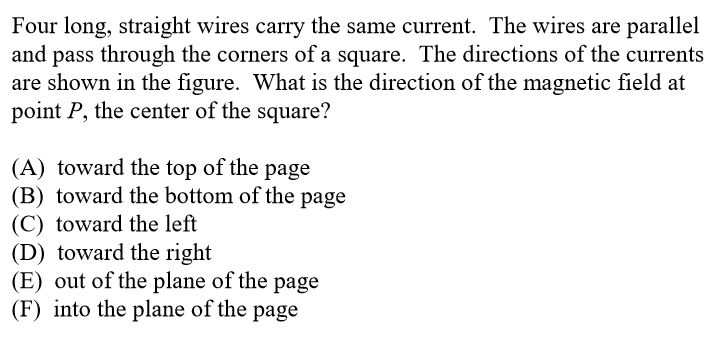 Four long, straight wires carry the same current.  The wires are parallel
and pass through the corners of a square.  The directions of the currents
are shown in the figure.  What is the direction of the magnetic field at
point P, the center of the square?
(A)  toward the top of the page
(B)  toward the bottom of the page
(C)  toward the left
(D)  toward the right
(E)  out of the plane of the page
(F)  into the plane of the page